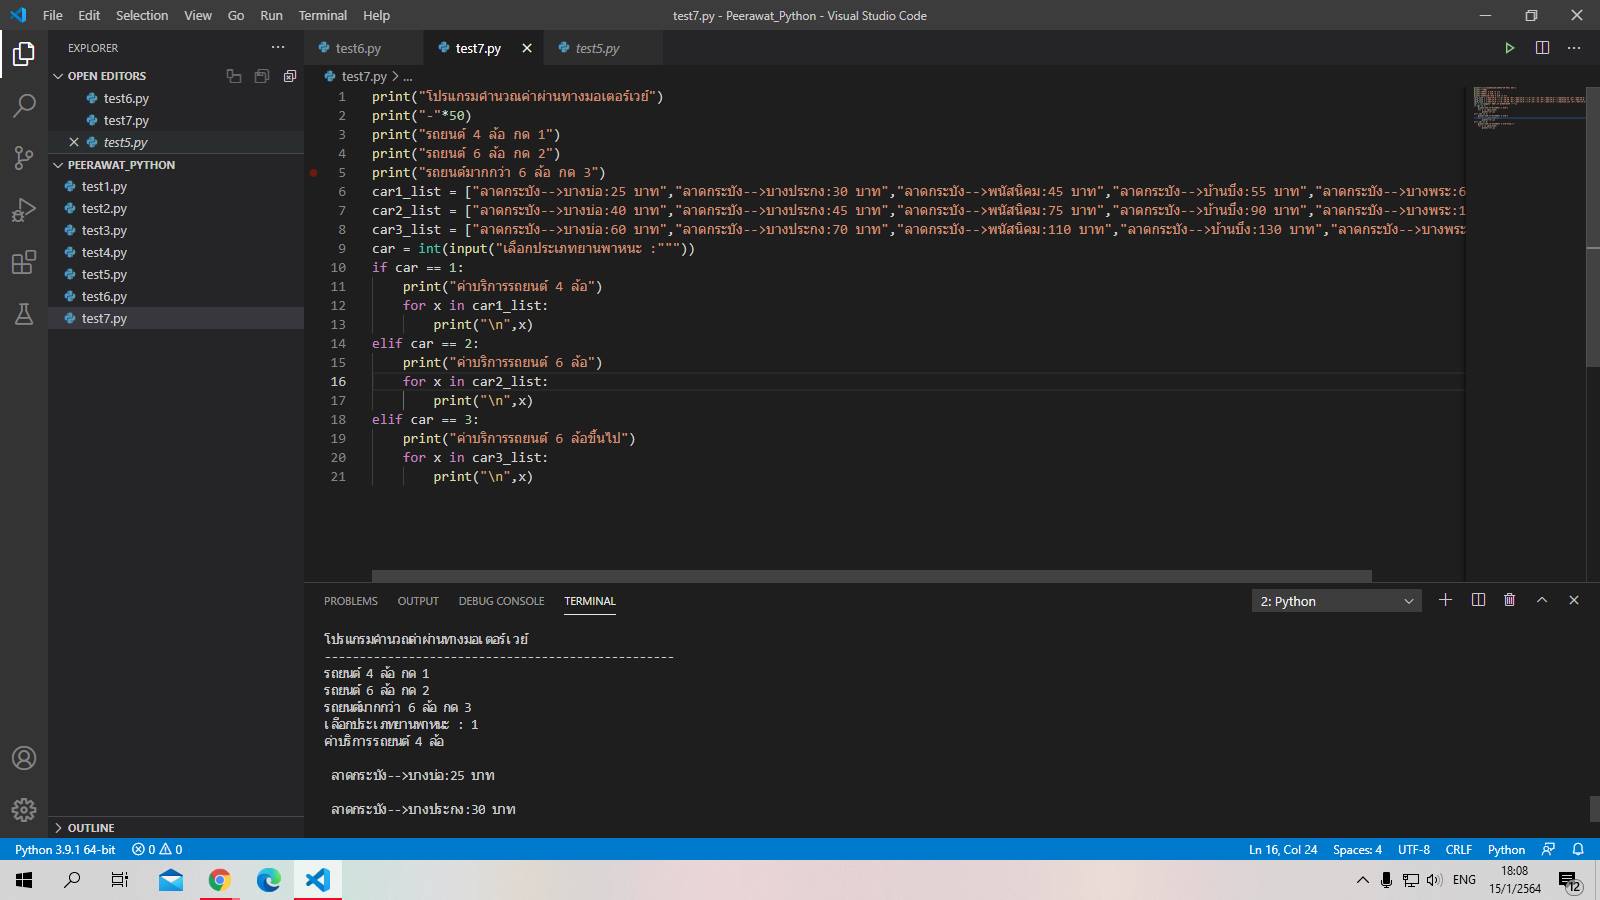 File Edit Selection View Go Run Terminal Help
test7.py - Peerawat_Python - Visual Studio Code
EXPLORER
OPEN EDITORS
test6.py
test7.py
test5.py
PEERAWAT_PYTHON
test1.py
test2.py
test3.py
test4.py
test5.py
test6.py
test7.py
OUTLINE
test6.py test7.py test5.py
test7.py > ...
1 print("โปรแกรมคำนวณค่าผ่านทางมอเตอร์เวย์")
2 print("-"*50)
3 print("รถยนต์ 4 ล้อ กด 1")
4 print("รถยนต์ 6 ล้อ กด 2")
5 print("รถยนต์มากกว่า 6 ล้อ กด 3")
6 car1_list = ["ลาดกระบัง-->บางบ่อ:25 บาท","ลาดกระบัง-->บางประกง:30 บาท","ลาดกระบัง-->พนัสนิคม:45 บาท","ลาดกระบัง-->บ้านบึ่ง:55 บาท","ลาดกระบัง-->บางพระ:6
7 car2_list = ["ลาดกระบัง-->บางบ่อ:40 บาท","ลาดกระบัง-->บางประกง:45 บาท","ลาดกระบัง-->พนัสนิคม:75 บาท","ลาดกระบัง-->บ้านบึ่ง:90 บาท","ลาดกระบัง-->บางพระ:1
8 car3_list = ["ลาดกระบัง-->บางบ่อ:60 บาท","ลาดกระบัง-->บางประกง:70 บาท","ลาดกระบัง-->พนัสนิคม:110 บาท","ลาดกระบัง-->บ้านบึ่ง:130 บาท","ลาดกระบัง-->บางพระ
9 car = int(input("เลือกประเภทยานพาหนะ :"""))
10 if car == 1:
11 print("ค่าบริการรถยนต์ 4 ล้อ")
12 for x in car1_list:
13 print("\n",x)
14 elif car == 2:
15 print("ค่าบริการรถยนต์ 6 ล้อ")
16 for x in car2_list:
17 print("\n",x)
18 elif car == 3:
19 print("ค่าบริการรถยนต์ 6 ล้อขึ้นไป")
20 for x in car3_list:
21 print("\n",x)
PROBLEMS OUTPUT DEBUG CONSOLE TERMINAL
2: Python
โปรแกรมคำนวณค่าผ่านทางมอเตอร์เวย์
--------------------------------------------------
รถยนต์ 4 ล้อ กด 1
รถยนต์ 6 ล้อ กด 2
รถยนต์มากกว่า 6 ล้อ กด 3
เลือกประเภทยานพาหนะ : 1
ค่าบริการรถยนต์ 4 ล้อ
ลาดกระบัง-->บางบ่อ:25 บาท
ลาดกระบัง-->บางประกง:30 บาท
Python 3.9.1 64-bit 0 0
Ln 16, Col 24 Spaces: 4 UTF-8 CRLF Python
ENG
18:08
15/1/2564
12